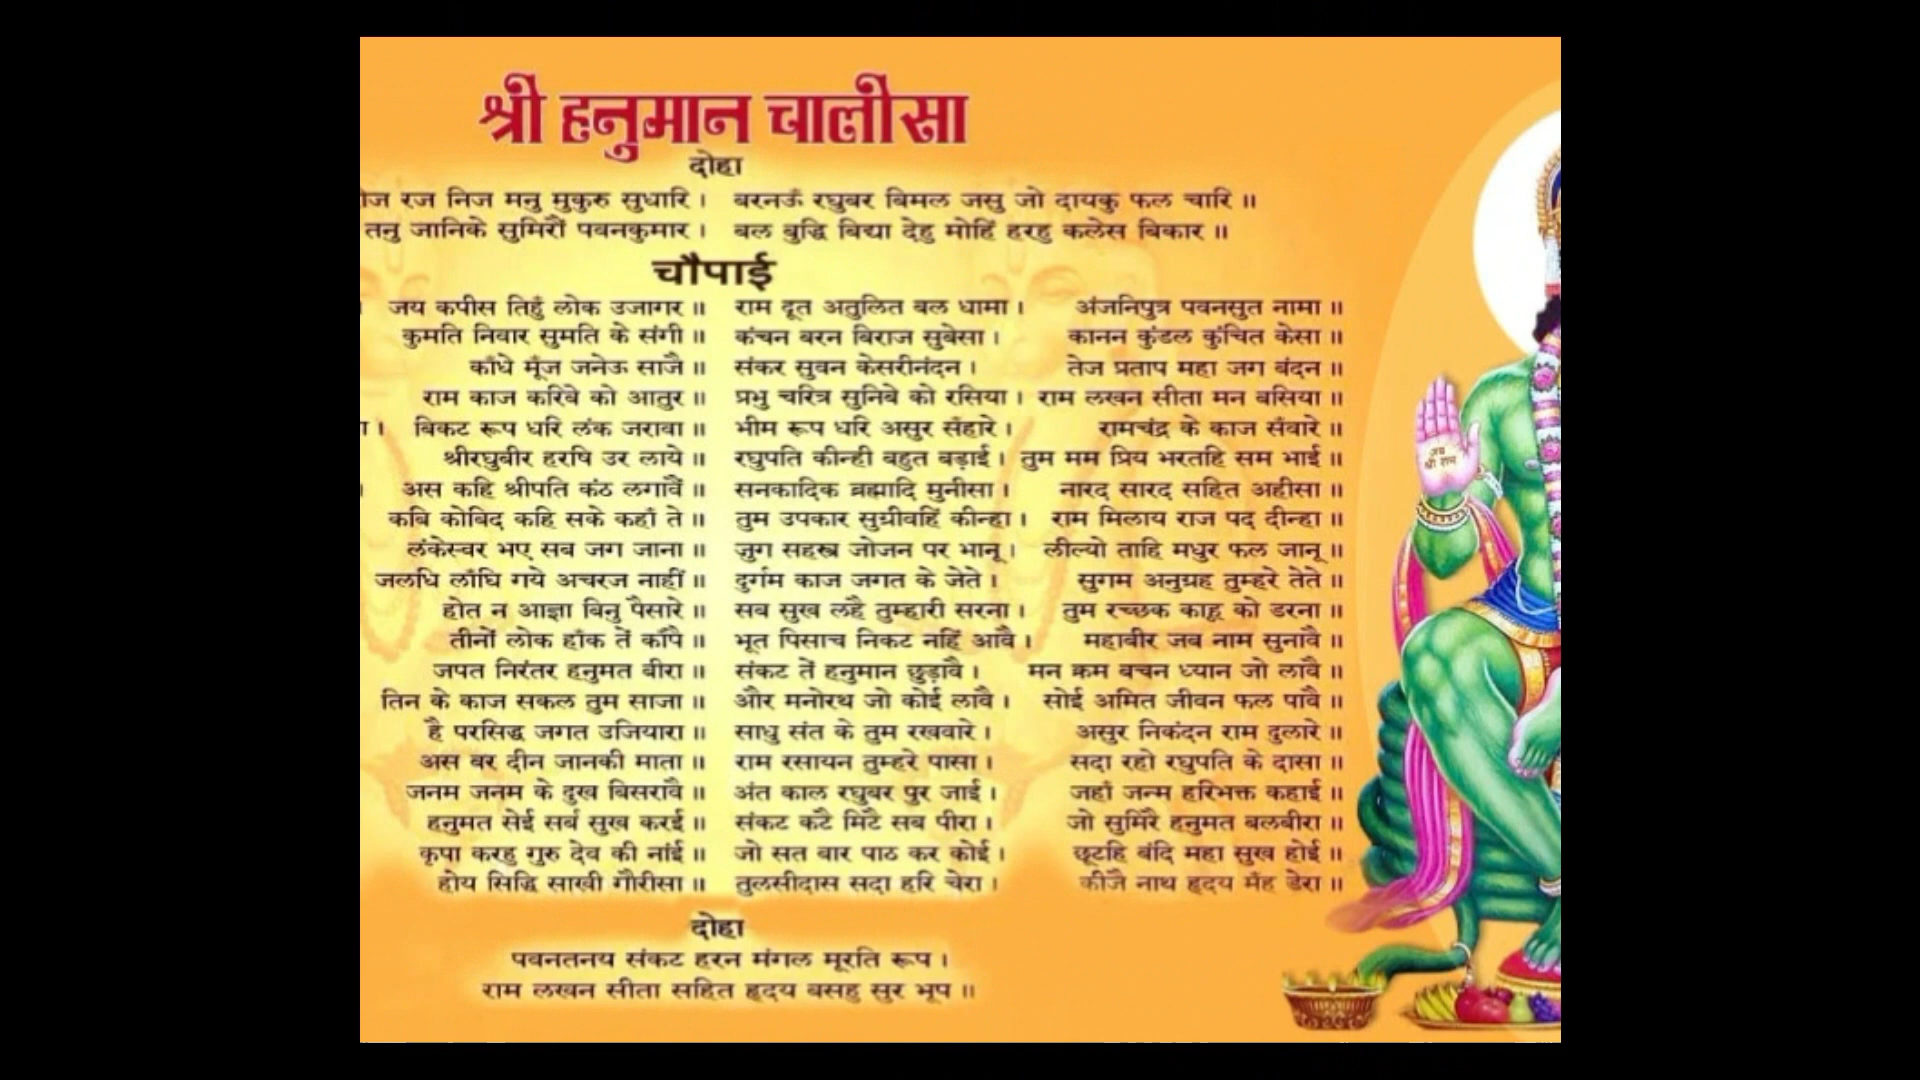 श्री हनुमान चालीसा
दोहा
रज निज मनु मुकुरु सुधारि । बरनऊँ रघुबर बिमल जसु जो दायकु फल चारि ॥
तनु जानिके सुमिरौं पवनकुमार । बल बुद्धि बिद्या देहु मोहिं हरहु कलेस बिकार ॥
चौपाई
जय कपीस तिहुँ लोक उजागर ॥ राम दूत अतुलित बल धामा । अंजनिपुत्र पवनसुत नामा ॥
कुमति निवार सुमति के संगी ॥ कंचन बरन बिराज सुबेसा । कानन कुंडल कुंचित केसा ॥
काँधे मूँज जनेऊ साजै ॥ संकर सुवन केसरीनंदन । तेज प्रताप महा जग बंदन ॥
राम काज करिबे को आतुर ॥ प्रभु चरित्र सुनिबे को रसिया । राम लखन सीता मन बसिया ॥
। बिकट रूप धरि लंक जरावा ॥ भीम रूप धरि असुर सँहारे । रामचंद्र के काज सँवारे ॥
श्रीरघुबीर हरषि उर लाये ॥ रघुपति कीन्ही बहुत बड़ाई । तुम मम प्रिय भरतहि सम भाई ॥
अस कहि श्रीपति कंठ लगावैं ॥ सनकादिक ब्रह्मादि मुनीसा । नारद सारद सहित अहीसा ॥
कबि कोबिद कहि सके कहाँ ते ॥ तुम उपकार सुग्रीवहिं कीन्हा । राम मिलाय राज पद दीन्हा ॥
लंकेस्वर भए सब जग जाना ॥ जुग सहस्त्र जोजन पर भानू । लील्यो ताहि मधुर फल जानू ॥
जलधि लाँघि गये अचरज नाहीं ॥ दुर्गम काज जगत के जेते । सुगम अनुग्रह तुम्हरे तेते ॥
होत न आज्ञा बिनु पैसारे ॥ सब सुख लहै तुम्हारी सरना । तुम रच्छक काहू को डरना ॥
तीनों लोक हाँक तें काँपै ॥ भूत पिसाच निकट नहिं आवै । महाबीर जब नाम सुनावै ॥
जपत निरंतर हनुमत बीरा ॥ संकट तें हनुमान छुड़ावै । मन क्रम बचन ध्यान जो लावै ॥
तिन के काज सकल तुम साजा ॥ और मनोरथ जो कोई लावै । सोई अमित जीवन फल पावै ॥
है परसिद्ध जगत उजियारा ॥ साधु संत के तुम रखवारे । असुर निकंदन राम दुलारे ॥
अस बर दीन जानकी माता ॥ राम रसायन तुम्हरे पासा । सदा रहो रघुपति के दासा ॥
जनम जनम के दुख बिसरावै ॥ अंत काल रघुबर पुर जाई । जहाँ जन्म हरिभक्त कहाई ॥
हनुमत सेई सर्ब सुख करई ॥ संकट कटै मिटै सब पीरा । जो सुमिरै हनुमत बलबीरा ॥
कृपा करहु गुरु देव की नांई ॥ जो सत बार पाठ कर कोई । छूटहि बंदि महा सुख होई ॥
होय सिद्धि साखी गौरीसा ॥ तुलसीदास सदा हरि चेरा । कीजै नाथ हृदय मँह डेरा ॥
दोहा
पवनतनय संकट हरन मंगल मूरति रूप ।
राम लखन सीता सहित हृदय बसहु सुर भूप ॥
जय
श्री राम